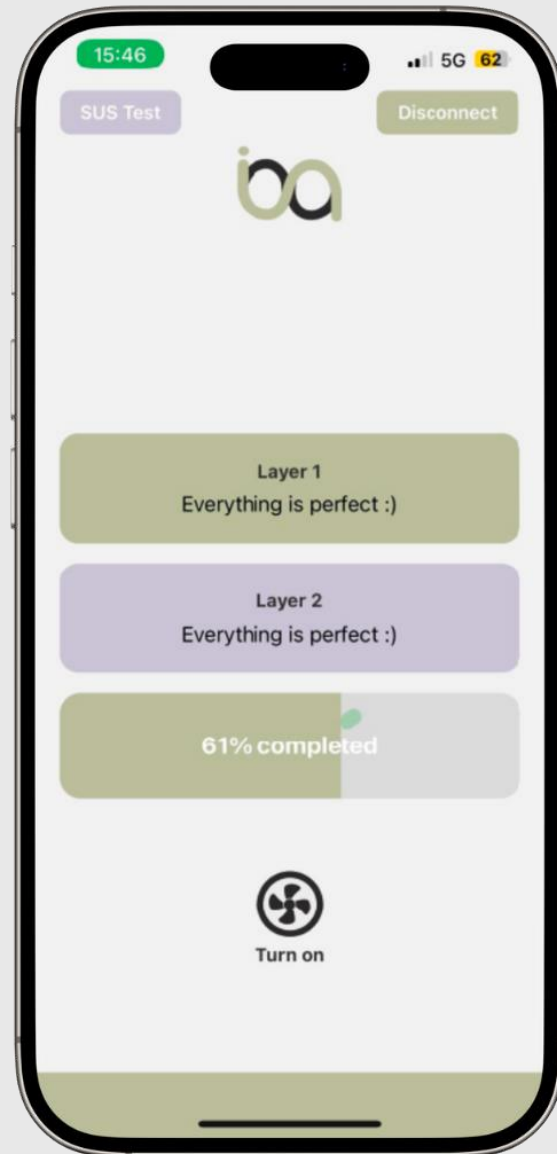 15:46
5G 62
SUS Test
Disconnect
Layer 1
Everything is perfect :)
Layer 2
Everything is perfect :)
61% completed
Turn on